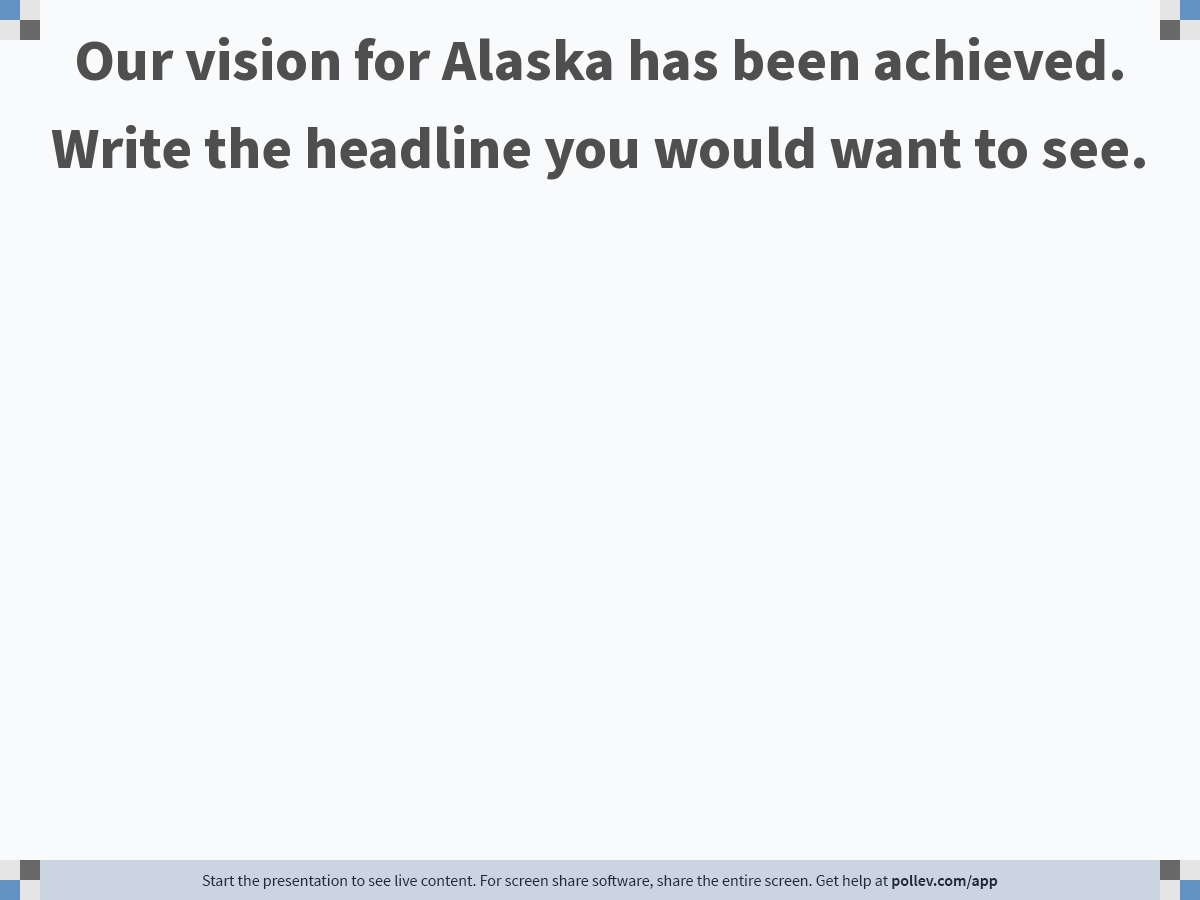 Our vision for Alaska has been achieved.
Write the headline you would want to see.
Start the presentation to see live content. For screen share software, share the entire screen. Get help at pollev.com/app